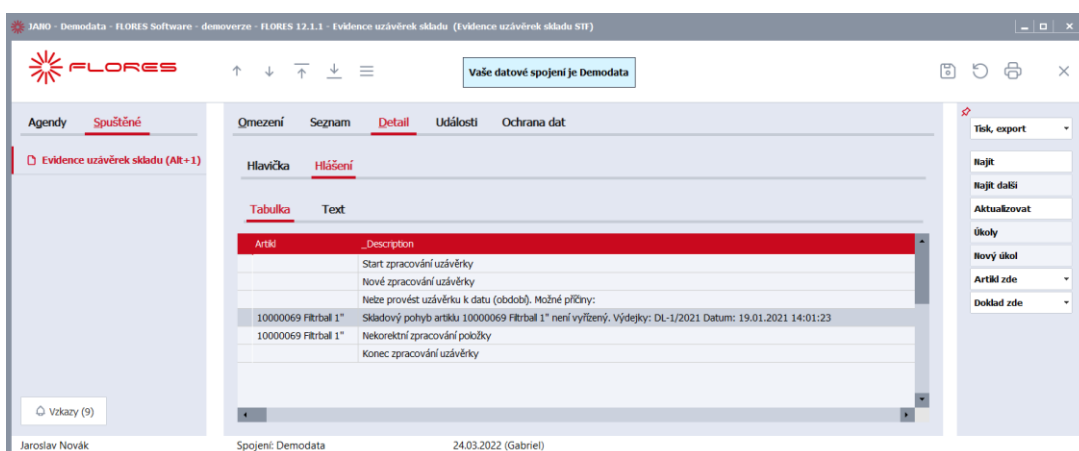 JANO - Demodata - FLORES Software - demoverze - FLORES 12.1.1 - Evidence uzávěrek skladu (Evidence uzávěrek skladu STF)
FLORES
Vaše datové spojení je Demodata
Agendy Spuštěné
Evidence uzávěrek skladu (Alt+1)
Omezení Seznam Detail Události Ochrana dat
Hlavička Hlášení
Tabulka Text
Artikl _Description
Start zpracování uzávěrky
Nové zpracování uzávěrky
Nelze provést uzávěrku k datu (období). Možné příčiny:
10000069 Filtrball 1" Skladový pohyb artiklu 10000069 Filtrball 1" není vyřízený. Výdejky: DL-1/2021 Datum: 19.01.2021 14:01:23
10000069 Filtrball 1" Nekorektní zpracování položky
Konec zpracování uzávěrky
Tisk, export
Najít
Najít další
Aktualizovat
Úkoly
Nový úkol
Artikl zde
Doklad zde
Vzkazy (9)
Jaroslav Novák Spojení: Demodata 24.03.2022 (Gabriel)